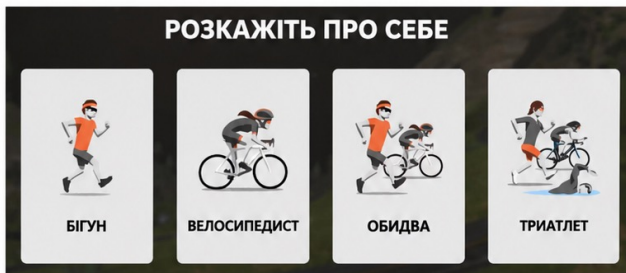 РОЗКАЖІТЬ ПРО СЕБЕ
БІГУН
ВЕЛОСИПЕДИСТ
ОБИДВА
ТРИАТЛЕТ